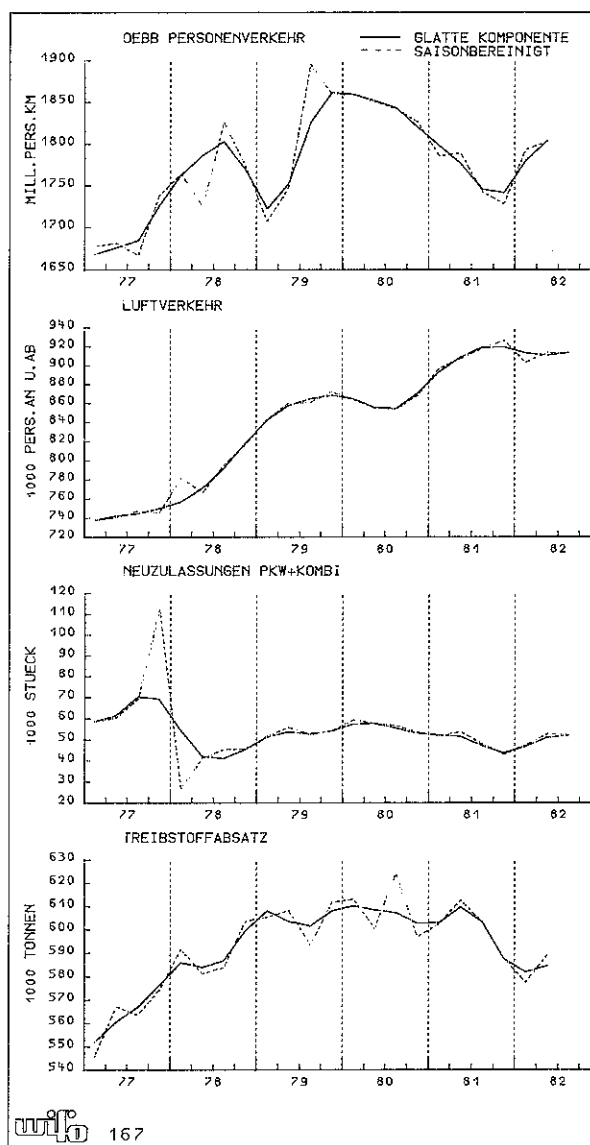 OEBB PERSONENVERKEHR
GLATTE KOMPONENTE
SAISONBEREINIGT
MILL.PERS.KM
1900
1850
1800
1750
1700
1650
77 78 79 80 81 82
LUFTVERKEHR
1000 PERS.AN U.AB
940
920
900
880
860
840
820
800
780
760
740
720
77 78 79 80 81 82
NEUZULASSUNGEN PKW+KOMBI
1000 STUECK
120
110
100
90
80
70
60
50
40
30
20
77 78 79 80 81 82
TREIBSTOFFABSATZ
1000 TONNEN
630
620
610
600
590
580
570
560
550
540
77 78 79 80 81 82
wifo 167